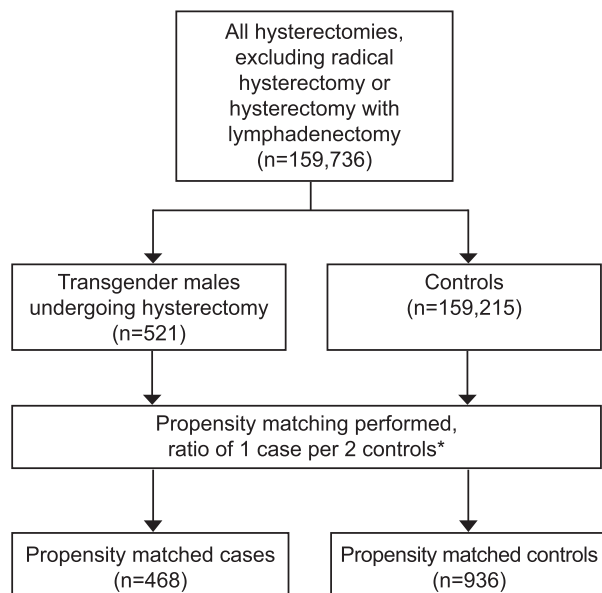 All hysterectomies,
excluding radical
hysterectomy or
hysterectomy with
lymphadenectomy
(n=159,736)
Transgender males
undergoing hysterectomy
(n=521)
Controls
(n=159,215)
Propensity matching performed,
ratio of 1 case per 2 controls*
Propensity matched cases
(n=468)
Propensity matched controls
(n=936)